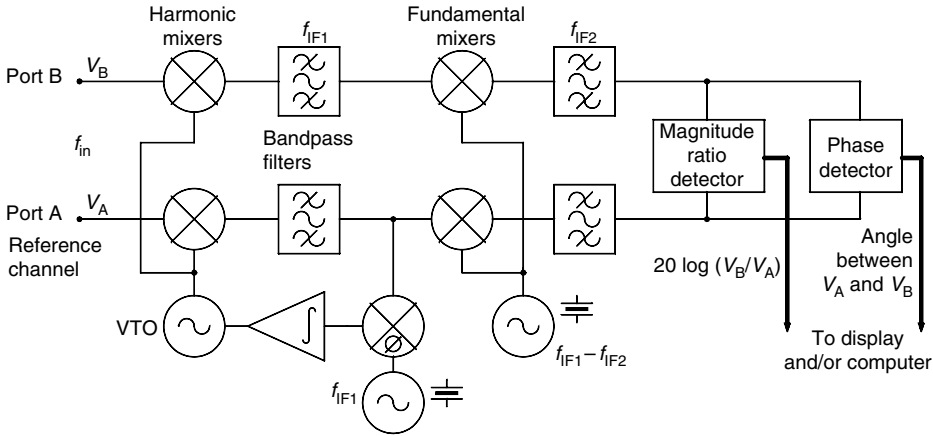 Harmonic
mixers
f_IF1
Fundamental
mixers
f_IF2
Port B
V_B
f_in
Bandpass
filters
Magnitude
ratio
detector
Phase
detector
Port A
V_A
Reference
channel
20 log (V_B/V_A)
Angle
between
V_A and V_B
VTO
∫
Ø
f_IF1 – f_IF2
f_IF1
To display
and/or computer